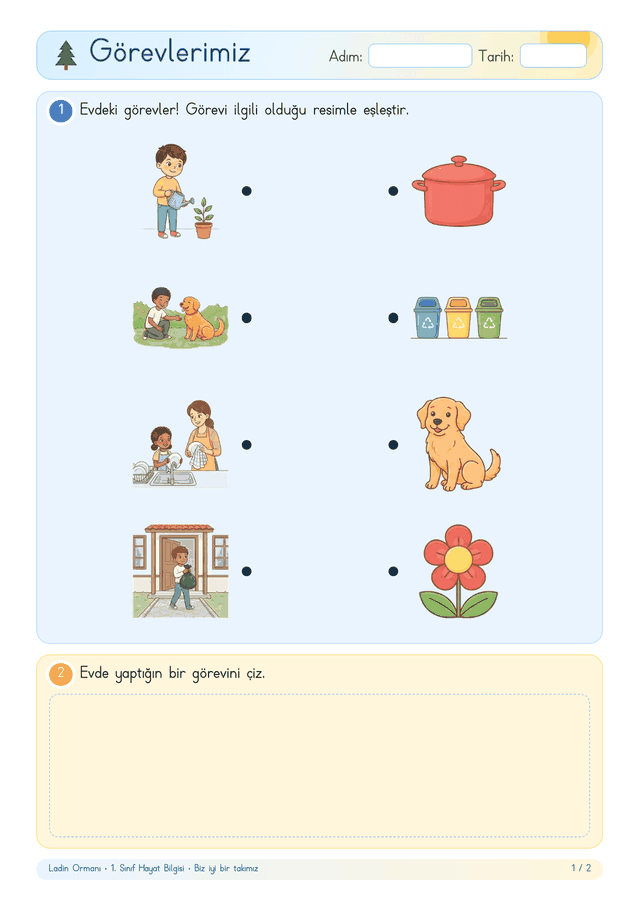 Görevlerimiz
Adım:
Tarih:
1 Evdeki görevler! Görevi ilgili olduğu resimle eşleştir.
2 Evde yaptığın bir görevini çiz.
Ladin Ormanı • 1. Sınıf Hayat Bilgisi • Biz iyi bir takımız
1 / 2